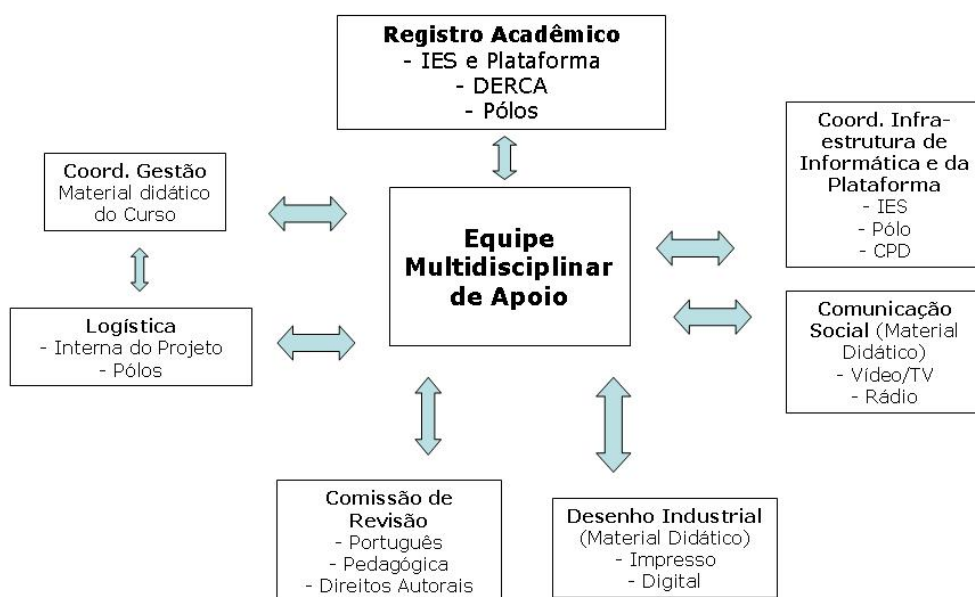 Registro Acadêmico
- IES e Plataforma
- DERCA
- Pólos
Coord. Gestão
Material didático
do Curso
Coord. Infra-
estrutura de
Informática e da
Plataforma
- IES
- Pólo
- CPD
Equipe
Multidisciplinar
de Apoio
Logística
- Interna do Projeto
- Pólos
Comunicação
Social (Material
Didático)
- Vídeo/TV
- Rádio
Comissão de
Revisão
- Português
- Pedagógica
- Direitos Autorais
Desenho Industrial
(Material Didático)
- Impresso
- Digital